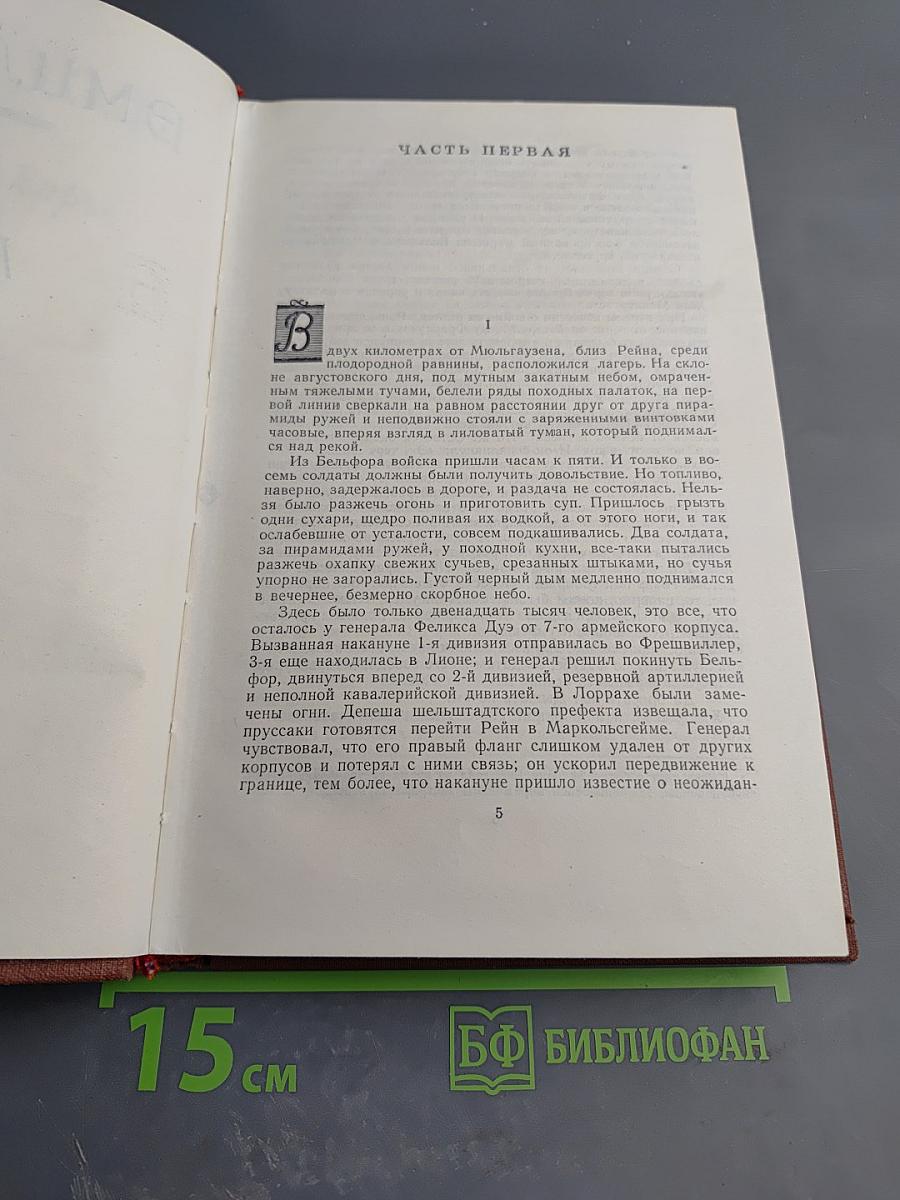 ЧАСТЬ ПЕРВАЯ
I
В двух километрах от Мюльгаузена, близ Рейна, среди
плодородной равнины, расположился лагерь. На скло-
не августовского дня, под мутным закатным небом, омрачен-
ным тяжелыми тучами, белели ряды походных палаток, на пер-
вой линии сверкали на равном расстоянии друг от друга пира-
миды ружей и неподвижно стояли с заряженными винтовками
часовые, вперяя взгляд в лиловатый туман, который поднимал-
ся над рекой.
Из Бельфора войска пришли часам к пяти. И только в во-
семь солдаты должны были получить довольствие. Но топливо,
наверно, задержалось в дороге, и раздача не состоялась. Нель-
зя было разжечь огонь и приготовить суп. Пришлось грызть
одни сухари, щедро поливая их водкой, а от этого ноги, и так
ослабевшие от усталости, совсем подкашивались. Два солдата,
за пирамидами ружей, у походной кухни, все-таки пытались
разжечь охапку свежих сучьев, срезанных штыками, но сучья
упорно не загорались. Густой черный дым медленно поднимался
в вечернее, безмерно скорбное небо.
Здесь было только двенадцать тысяч человек, это все, что
осталось у генерала Феликса Дуэ от 7-го армейского корпуса.
Вызванная накануне 1-я дивизия отправилась во Фрешвиллер,
3-я еще находилась в Лионе; и генерал решил покинуть Бель-
фор, двинуться вперед со 2-й дивизией, резервной артиллерией
и неполной кавалерийской дивизией. В Лоррахе были заме-
чены огни. Депеша шельштадтского префекта извещала, что
пруссаки готовятся перейти Рейн в Маркольсгейме. Генерал
чувствовал, что его правый фланг слишком удален от других
корпусов и потерял с ними связь; он ускорил передвижение к
границе, тем более, что накануне пришло известие о неожидан-
5
15 см
БФ БИБЛИОФАН